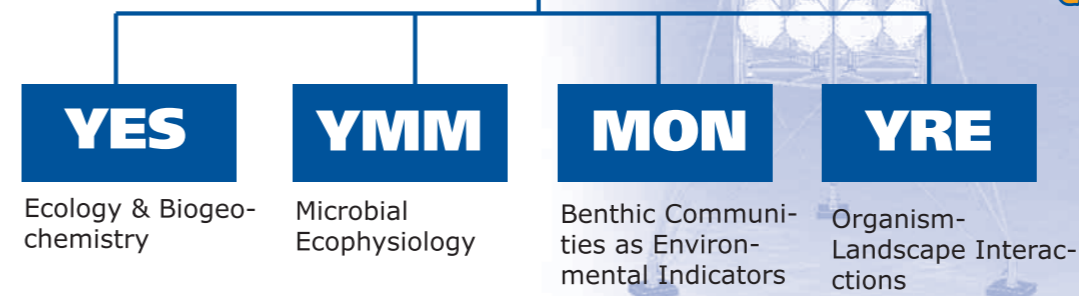 YES
Ecology & Biogeo-
chemistry
YMM
Microbial
Ecophysiology
MON
Benthic Communi-
ties as Environ-
mental Indicators
YRE
Organism-
Landscape Interac-
ctions